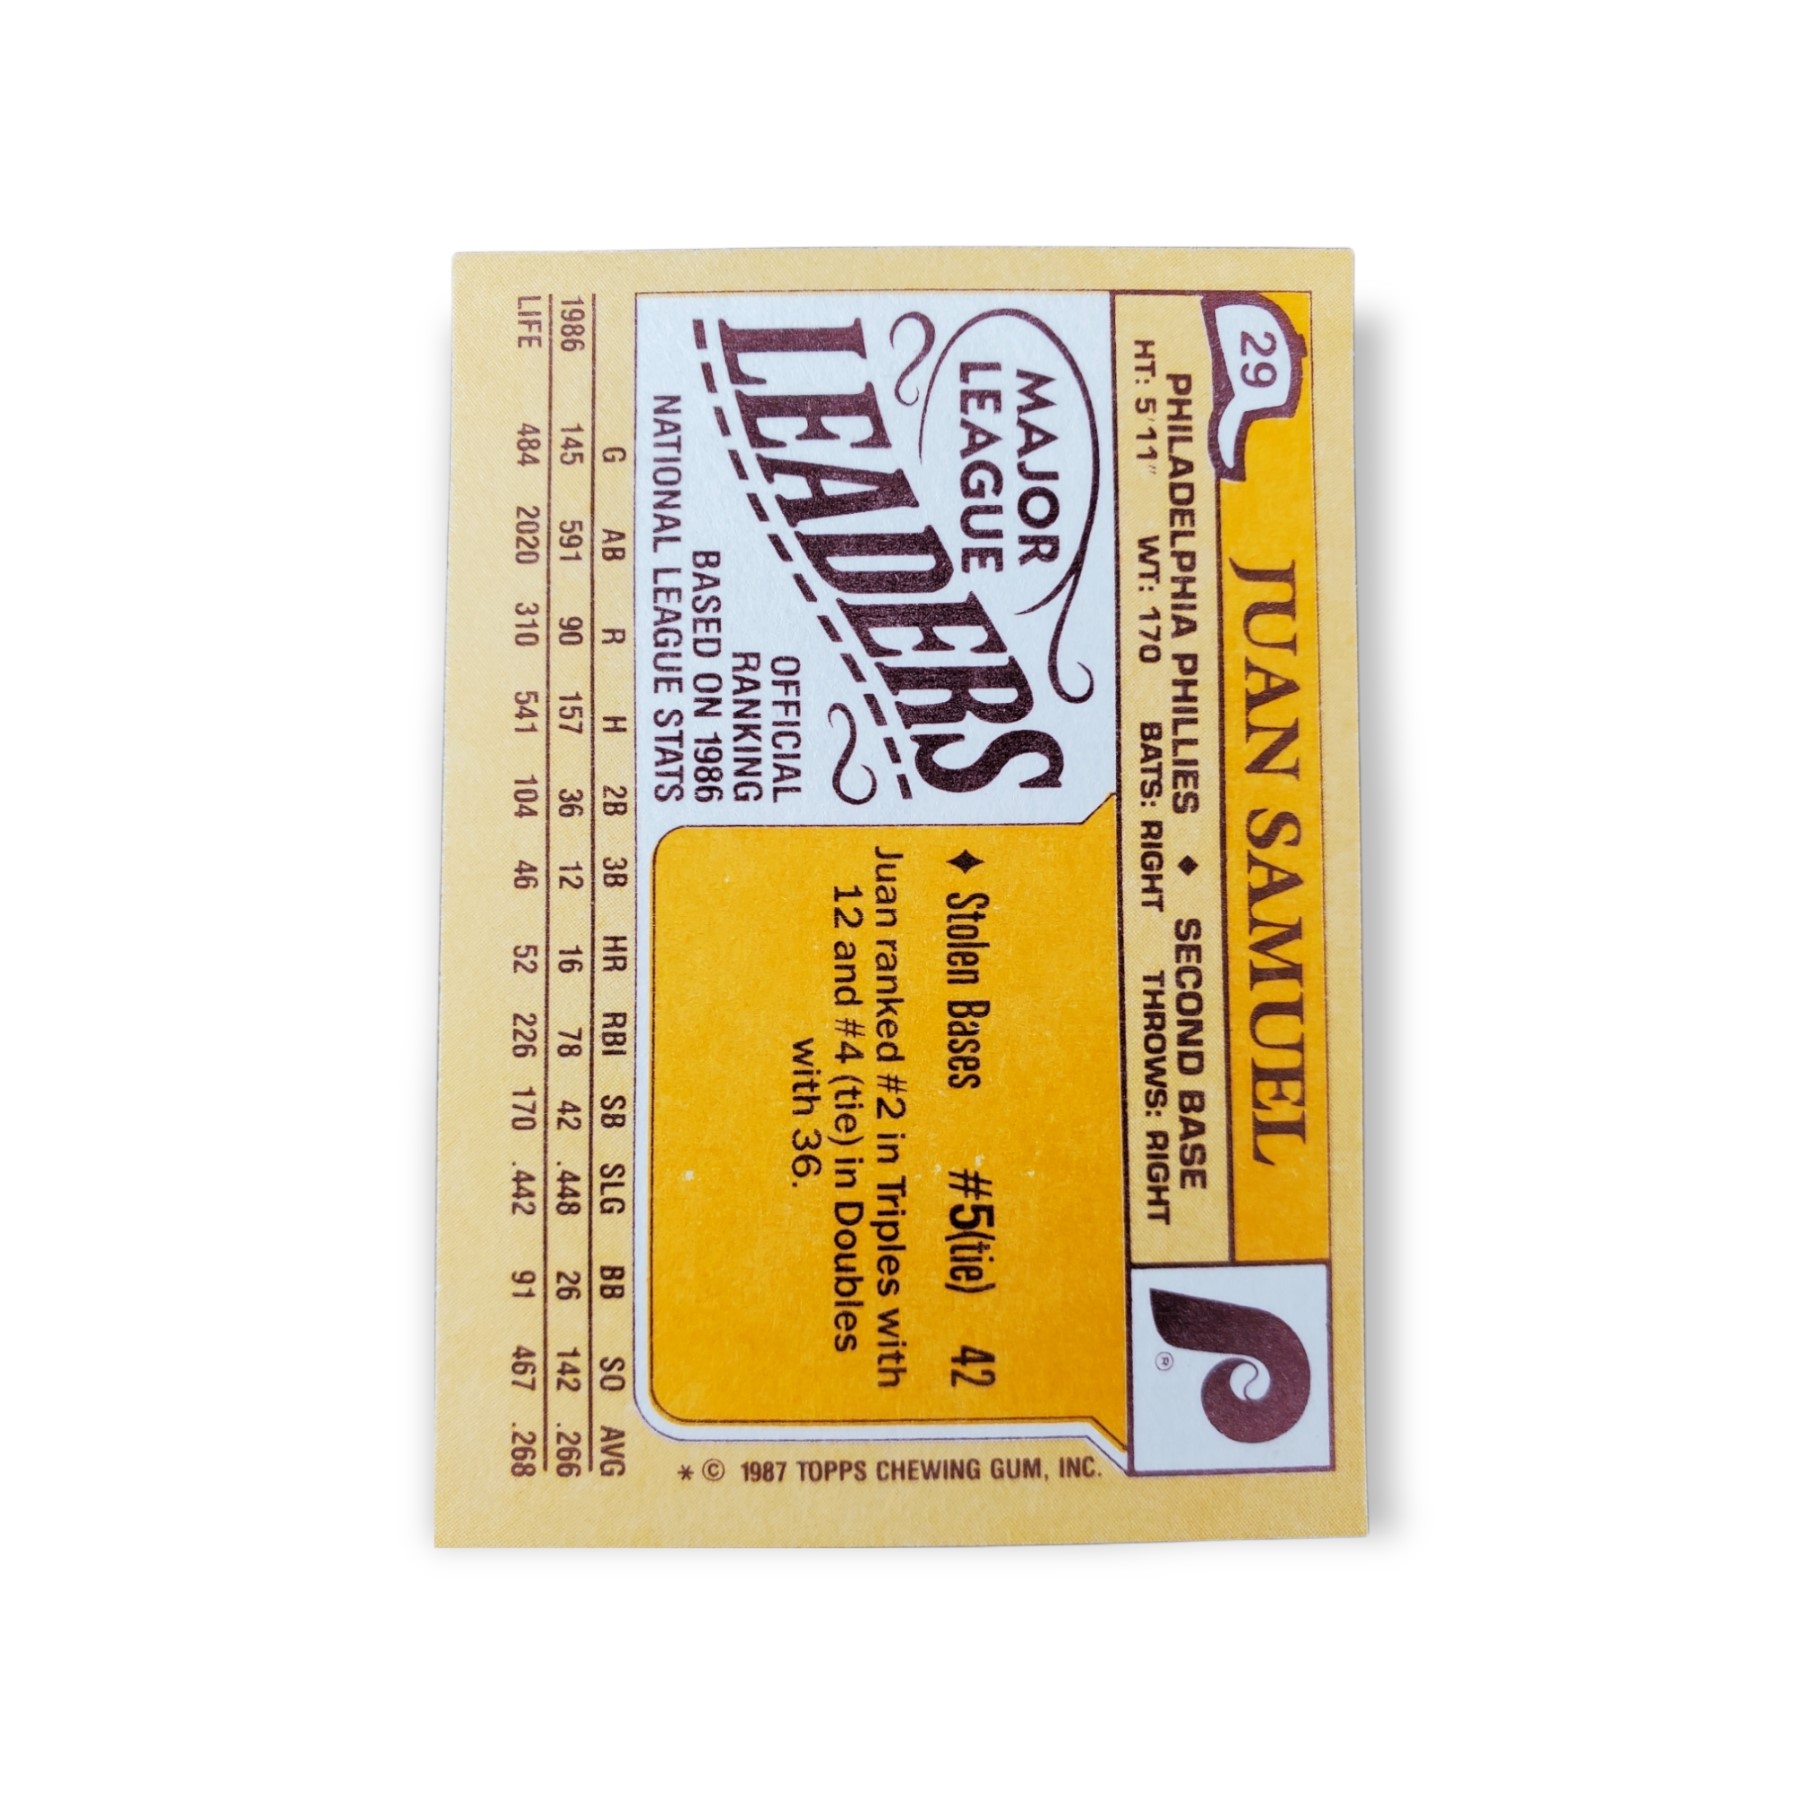 29
JUAN SAMUEL
PHILADELPHIA PHILLIES ♦ SECOND BASE
HT: 5'11" WT: 170 BATS: RIGHT THROWS: RIGHT
P
®
MAJOR
LEAGUE
LEADERS
OFFICIAL
RANKING
BASED ON 1986
NATIONAL LEAGUE STATS
♦ Stolen Bases #5(tie) 42
Juan ranked #2 in Triples with
12 and #4 (tie) in Doubles
with 36.
* © 1987 TOPPS CHEWING GUM, INC.
G AB R H 2B 3B HR RBI SB SLG BB SO AVG
1986 145 591 90 157 36 12 16 78 42 .448 26 142 .266
LIFE 484 2020 310 541 104 46 52 226 170 .442 91 467 .268